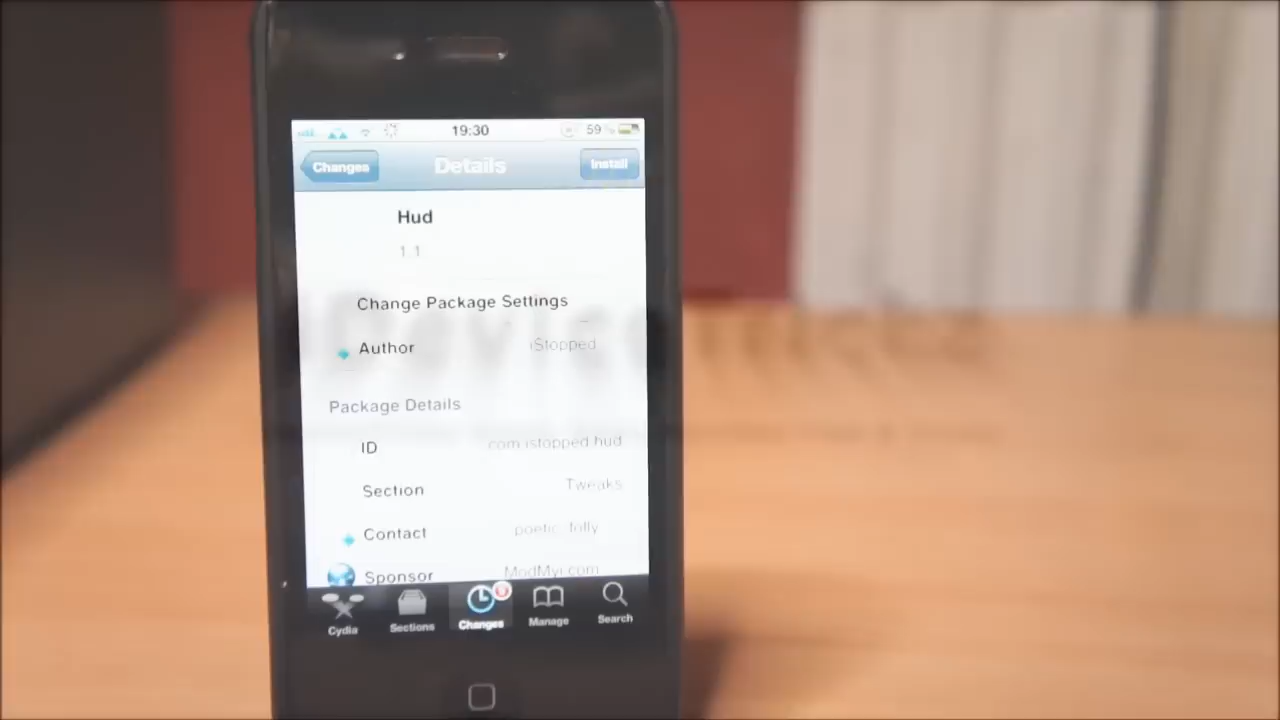 19:30 59%
Changes Details Install
Hud
1.1
Change Package Settings
Author iStopped
Package Details
ID com.istopped.hud
Section Tweaks
Contact poetic_folly
Sponsor ModMyi.com
Cydia Sections Changes Manage Search